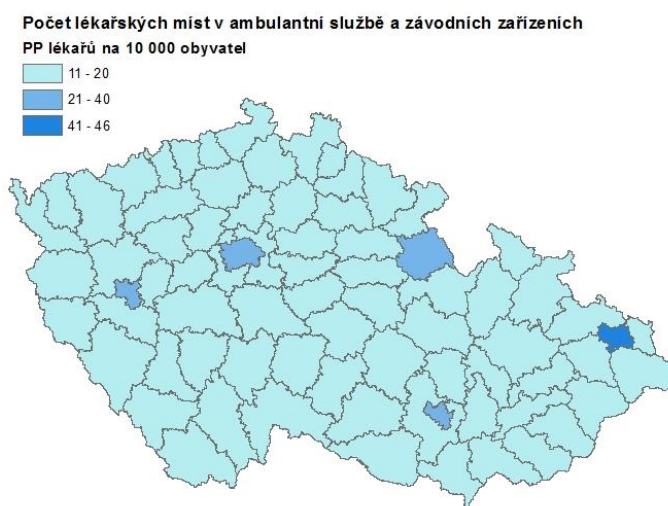 Počet lékařských míst v ambulantní službě a závodních zařízeních
PP lékařů na 10 000 obyvatel
11 - 20
21 - 40
41 - 46